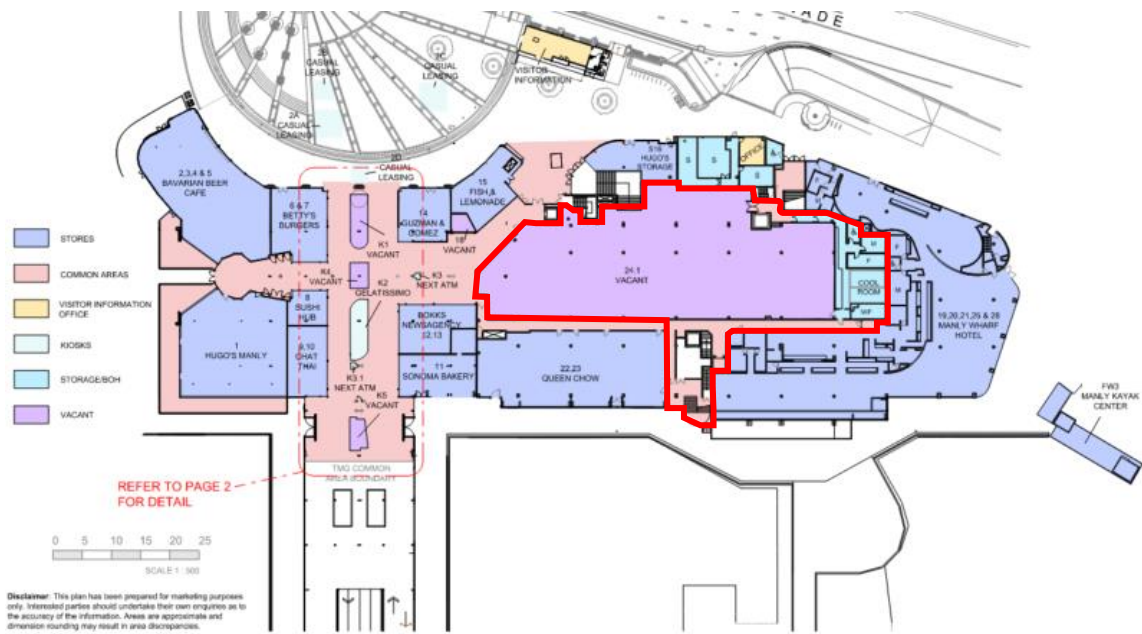 ADE
VISITOR
INFORMATION
2B
CASUAL
LEASING
2C
CASUAL
LEASING
2A
CASUAL
LEASING
2D
CASUAL
LEASING
2,3,4 & 5
BAVARIAN BEER
CAFE
6 & 7
BETTY'S
BURGERS
K1
VACANT
14
GUZMAN &
GOMEZ
15
FISH &
LEMONADE
16
VACANT
S16
HUGO'S
STORAGE
S
S
S
OFFICE
STORES
COMMON AREAS
VISITOR INFORMATION
OFFICE
KIOSKS
STORAGE/BOH
VACANT
K4
VACANT
K2
GELATISSIMO
K3
NEXT ATM
24.1
VACANT
M
F
COOL
ROOM
M/F
M
F
M
8
SUSHI
HUB
1
HUGO'S MANLY
9,10
CHAT
THAI
BOKKS
NEWSAGENCY
12,13
11
SONOMA BAKERY
22,23
QUEEN CHOW
19,20,21,25 & 28
MANLY WHARF
HOTEL
K3.1
NEXT ATM
K5
VACANT
FW3
MANLY KAYAK
CENTER
TMG COMMON
AREA BOUNDARY
REFER TO PAGE 2
FOR DETAIL
0 5 10 15 20 25
SCALE 1 : 500
Disclaimer: This plan has been prepared for marketing purposes
only. Interested parties should undertake their own enquiries as to
the accuracy of the information. Areas are approximate and
dimension rounding may result in area discrepancies.